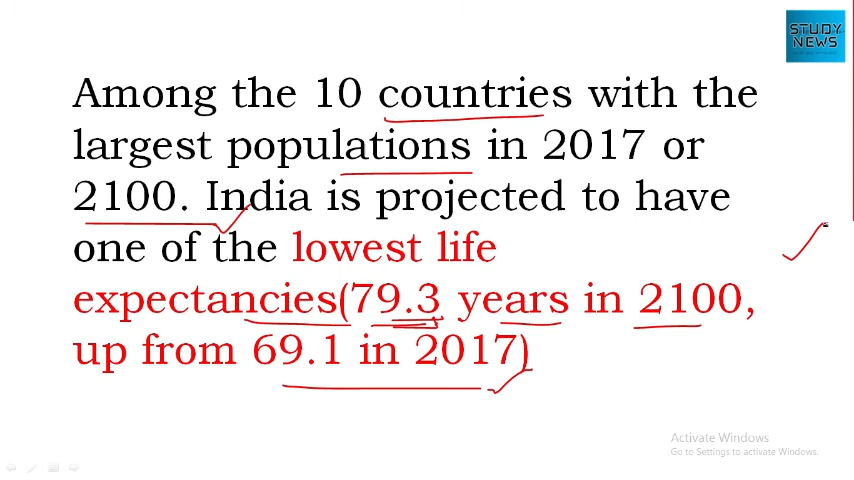 STUDY
NEWS
Among the 10 countries with the
largest populations in 2017 or
2100. India is projected to have
one of the lowest life
expectancies(79.3 years in 2100,
up from 69.1 in 2017)
Activate Windows
Go to Settings to activate Windows.